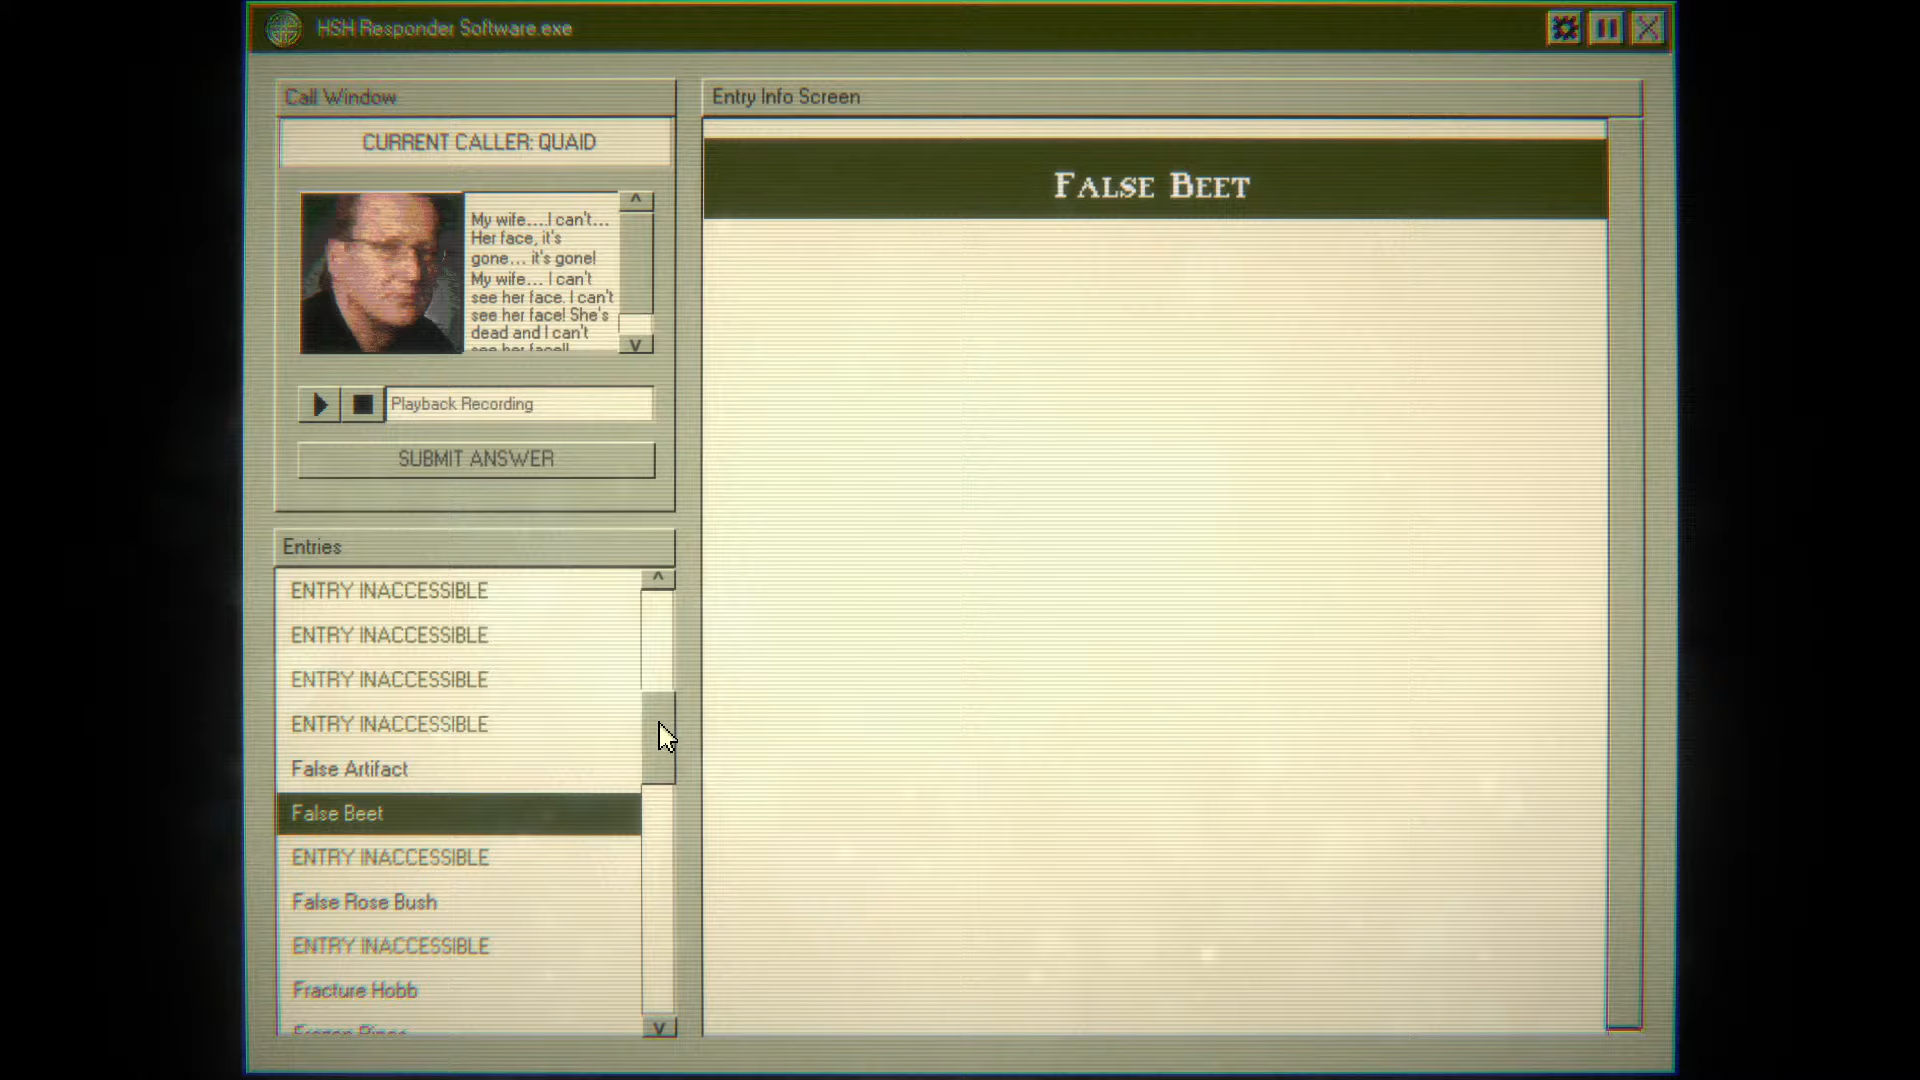 HSH Responder Software.exe
Call Window
CURRENT CALLER: QUAID
My wife....I can't...
Her face, it's
gone... it's gone!
My wife... I can't
see her face. I can't
see her face! She's
dead and I can't
see her face!!
Playback Recording
SUBMIT ANSWER
Entries
ENTRY INACCESSIBLE
ENTRY INACCESSIBLE
ENTRY INACCESSIBLE
ENTRY INACCESSIBLE
False Artifact
False Beet
ENTRY INACCESSIBLE
False Rose Bush
ENTRY INACCESSIBLE
Fracture Hobb
Entry Info Screen
False Beet